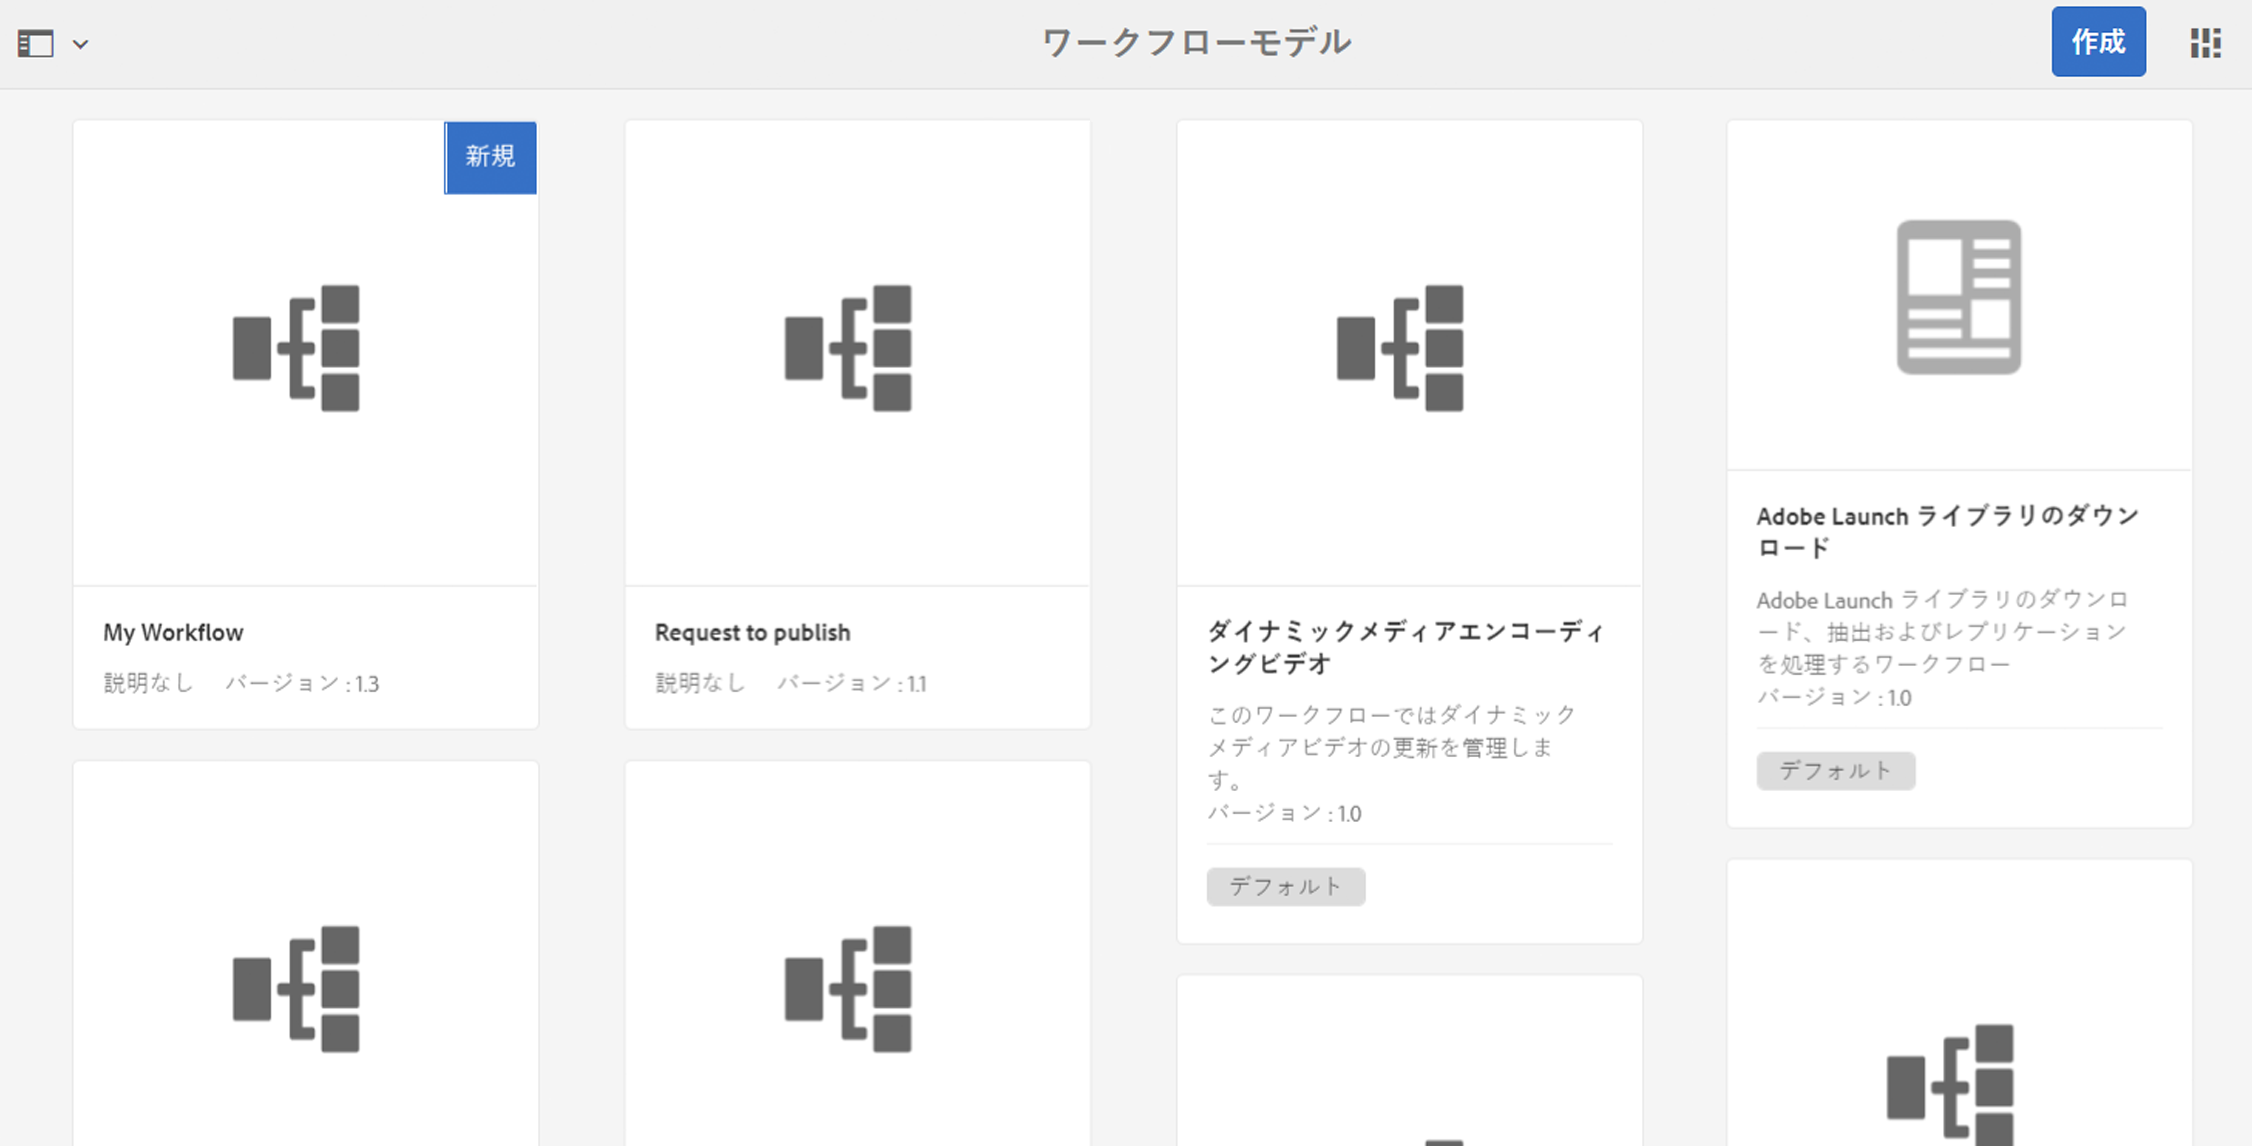 ワークフローモデル
作成
新規
My Workflow
説明なし バージョン : 1.3
Request to publish
説明なし バージョン : 1.1
ダイナミックメディアエンコーディ
ングビデオ
このワークフローではダイナミック
メディアビデオの更新を管理しま
す。
バージョン : 1.0
デフォルト
Adobe Launch ライブラリのダウン
ロード
Adobe Launch ライブラリのダウンロ
ード、抽出およびレプリケーション
を処理するワークフロー
バージョン : 1.0
デフォルト